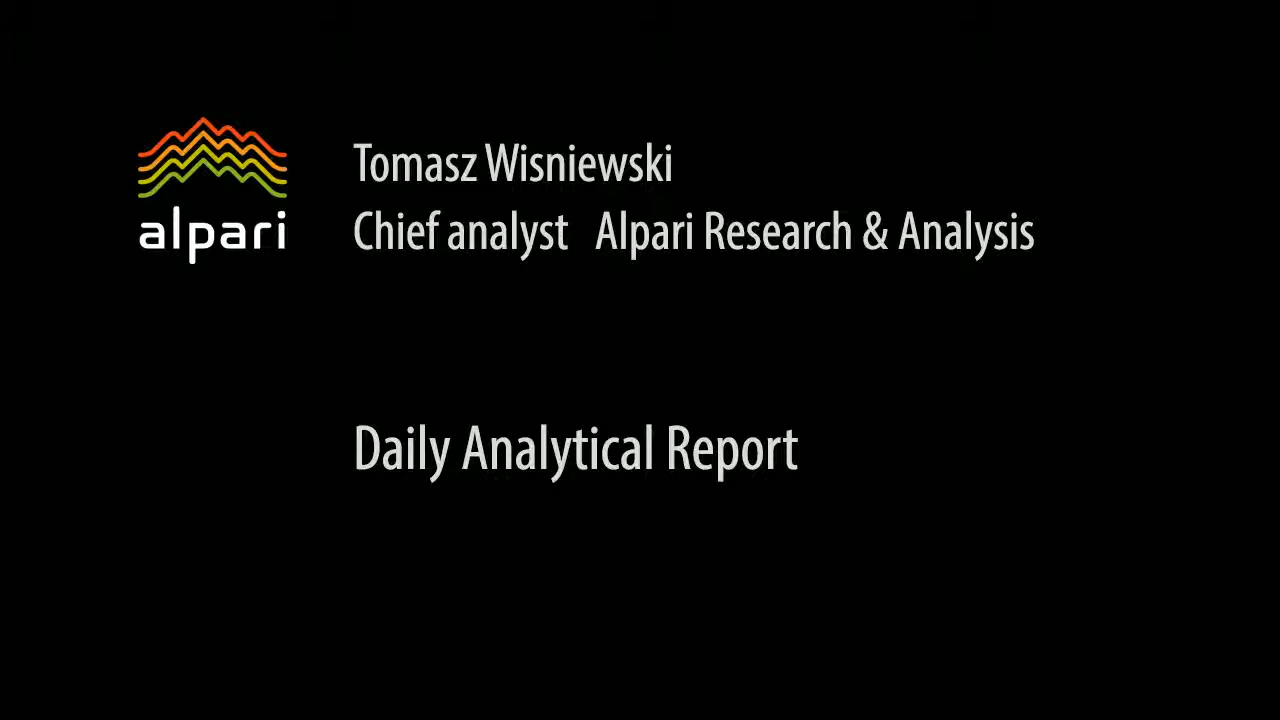 alpari
Tomasz Wisniewski
Chief analyst Alpari Research & Analysis
Daily Analytical Report